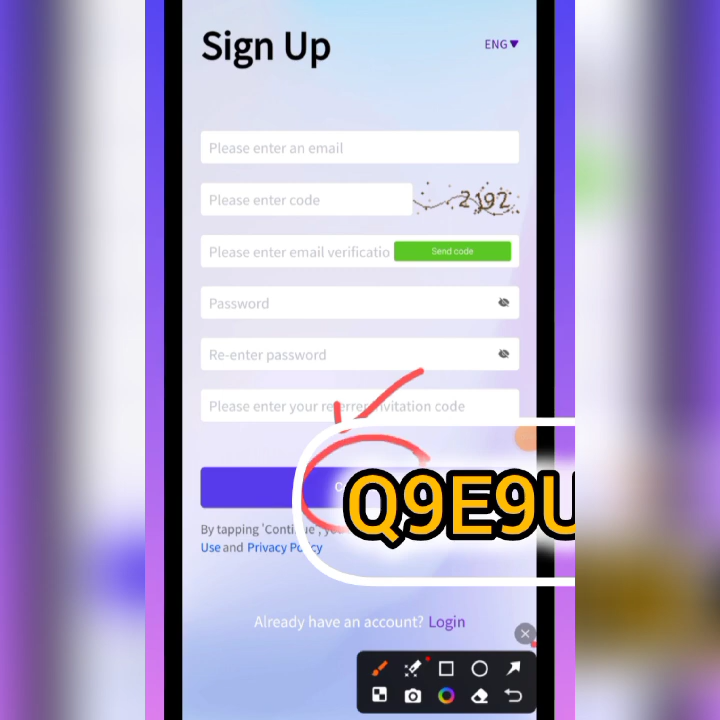 Sign Up
ENG▼
Please enter an email
Please enter code
2192
Please enter email verificatio
Send code
Password
Re-enter password
Please enter your referrer invitation code
Q9E9U
By tapping 'Continue', you
Use and Privacy Policy
Already have an account? Login